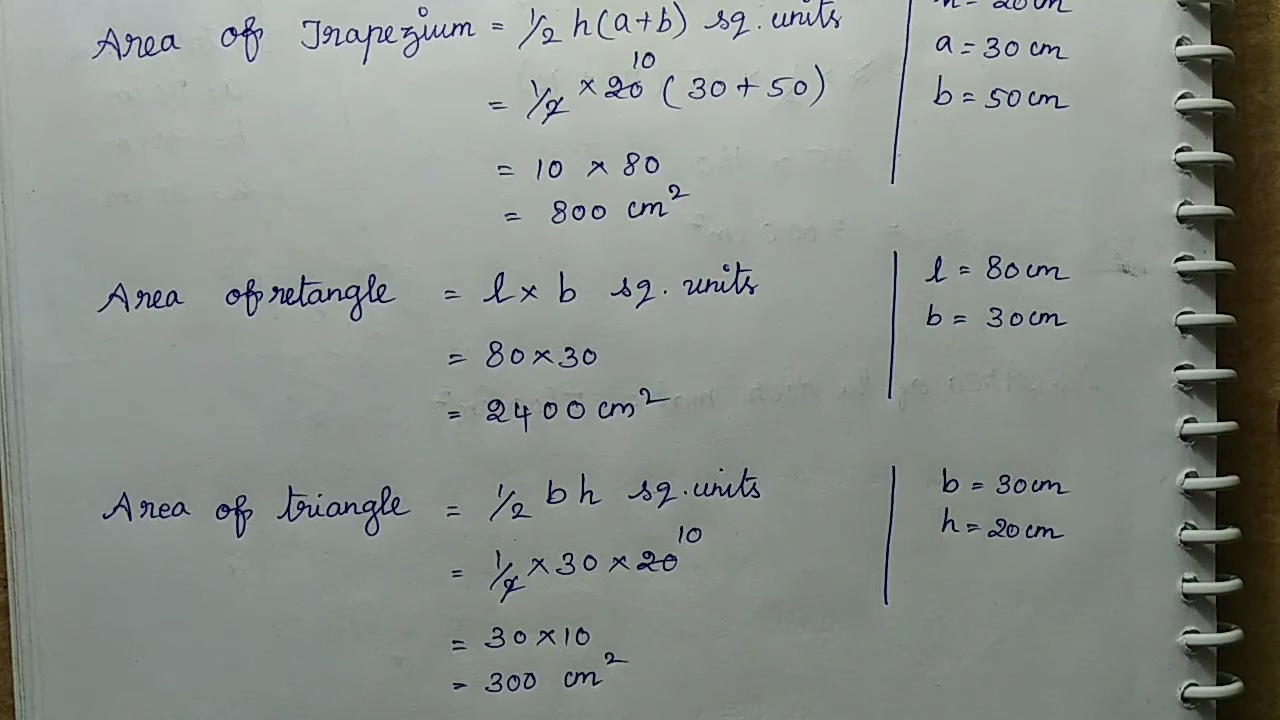 Area of Trapezium = 1/2 h(a+b) sq. units
h = 20 cm
a = 30 cm
b = 50 cm
10
= 1/2 × 20 ( 30 + 50 )
= 10 × 80
= 800 cm²
Area of retangle = l × b sq. units
l = 80 cm
b = 30 cm
= 80 × 30
= 2400 cm²
Area of triangle = 1/2 b h sq. units
b = 30 cm
h = 20 cm
10
= 1/2 × 30 × 20
= 30 × 10
= 300 cm²